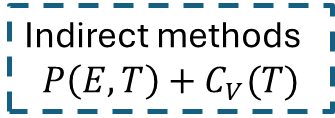 Indirect methods
P(E, T) + C_V(T)